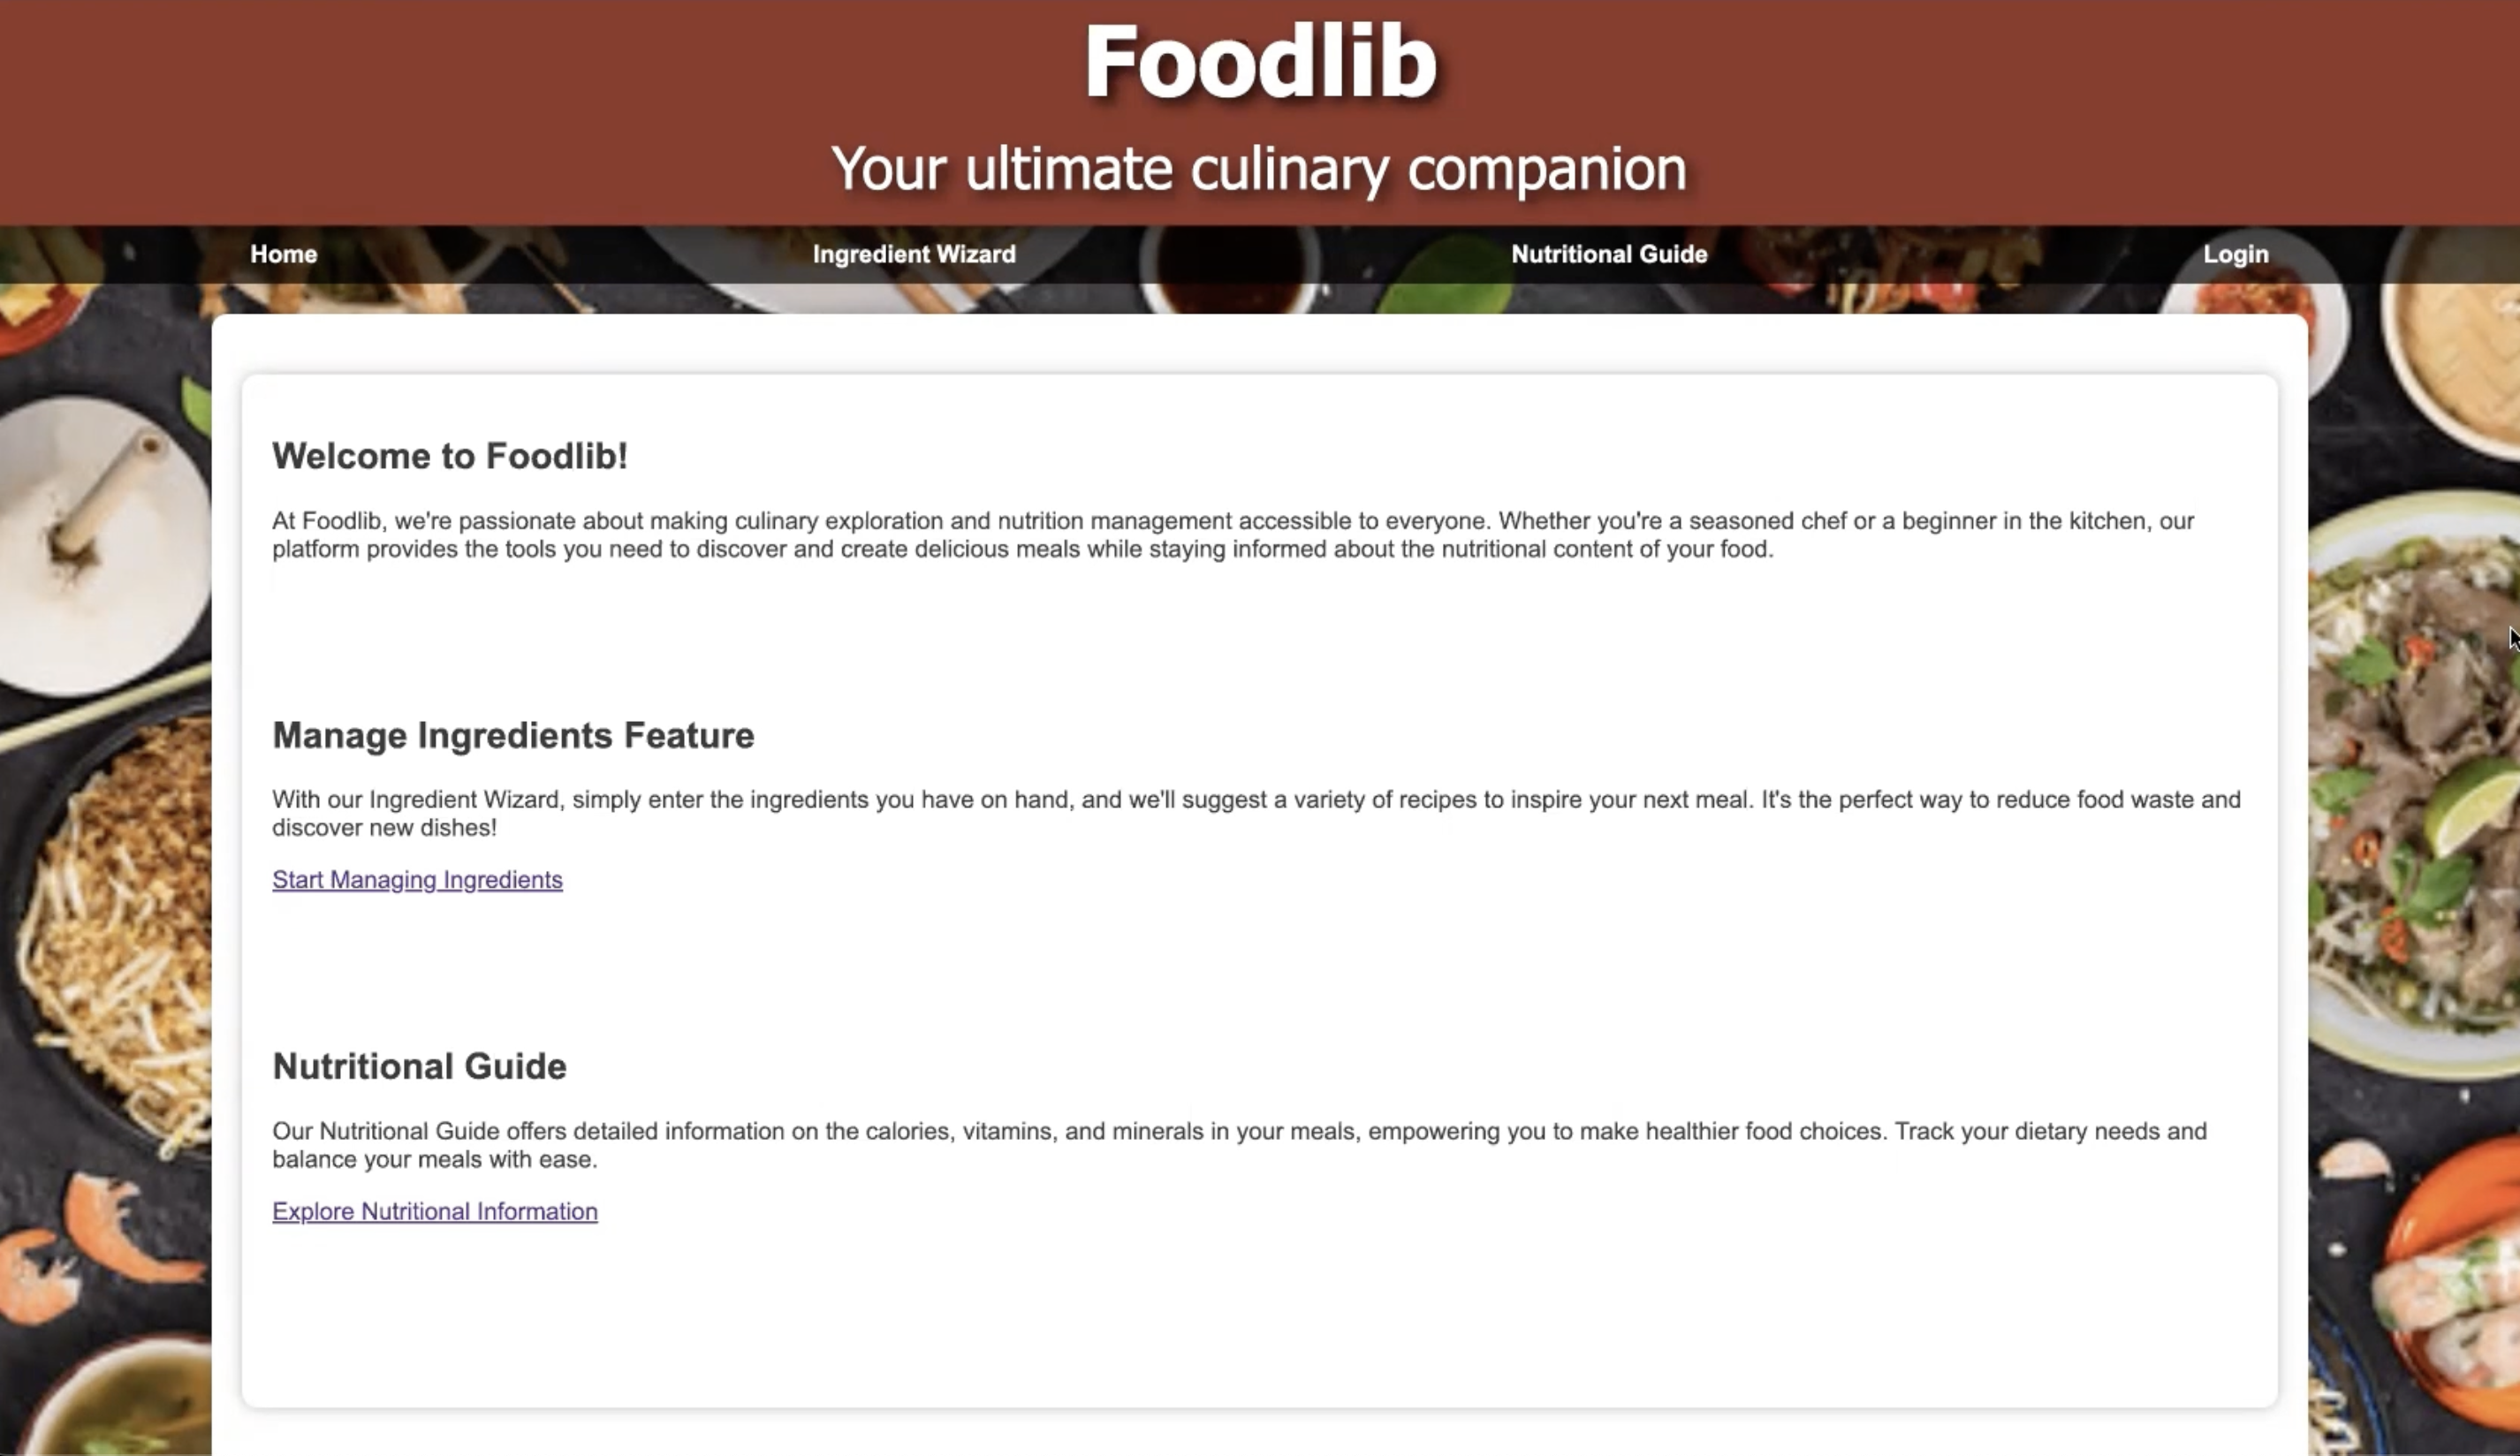 Foodlib
Your ultimate culinary companion
Home Ingredient Wizard Nutritional Guide Login
Welcome to Foodlib!
At Foodlib, we're passionate about making culinary exploration and nutrition management accessible to everyone. Whether you're a seasoned chef or a beginner in the kitchen, our
platform provides the tools you need to discover and create delicious meals while staying informed about the nutritional content of your food.
Manage Ingredients Feature
With our Ingredient Wizard, simply enter the ingredients you have on hand, and we'll suggest a variety of recipes to inspire your next meal. It's the perfect way to reduce food waste and
discover new dishes!
Start Managing Ingredients
Nutritional Guide
Our Nutritional Guide offers detailed information on the calories, vitamins, and minerals in your meals, empowering you to make healthier food choices. Track your dietary needs and
balance your meals with ease.
Explore Nutritional Information